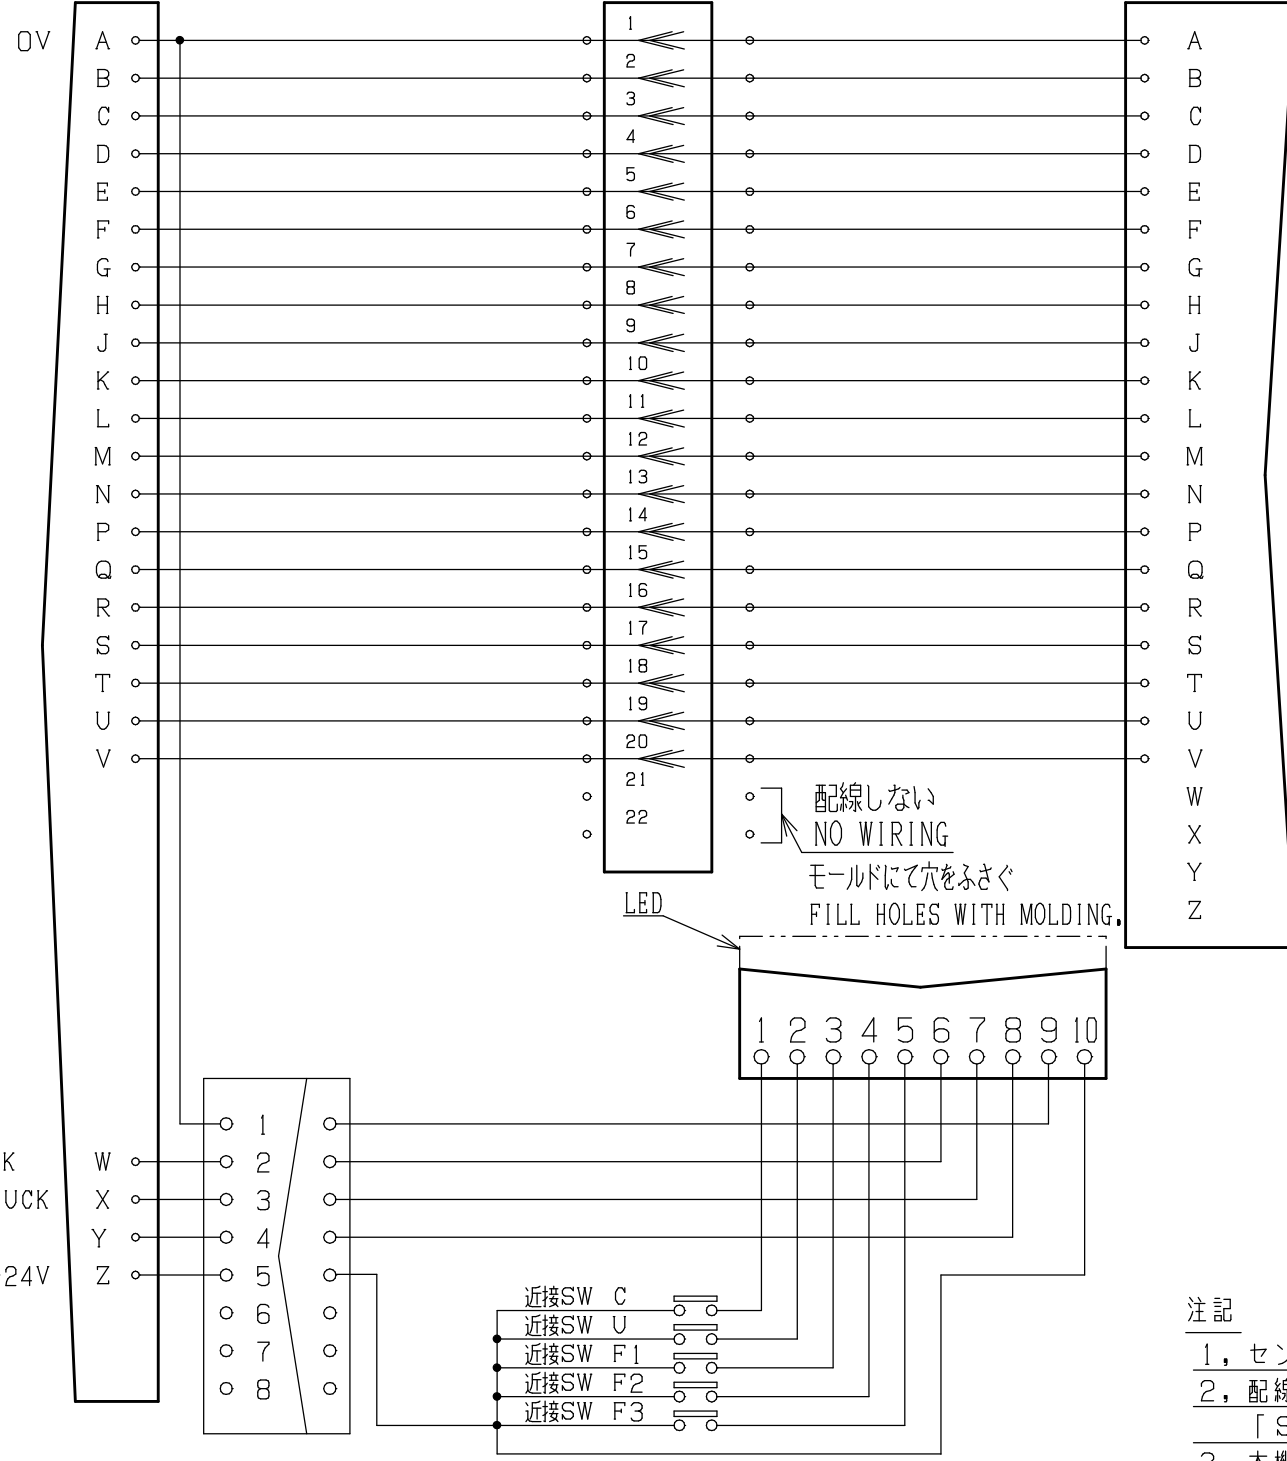 0V A 1 A
B 2 B
C 3 C
D 4 D
E 5 E
F 6 F
G 7 G
H 8 H
J 9 J
K 10 K
L 11 L
M 12 M
N 13 N
P 14 P
Q 15 Q
R 16 R
S 17 S
T 18 T
U 19 U
V 20 V
21 配線しない W
22 NO WIRING X
モールドにて穴をふさぐ Y
LED FILL HOLES WITH MOLDING. Z
1 2 3 4 5 6 7 8 9 10
1
K W 2
UCK X 3
Y 4
24V Z 5
6
7
8
近接SW C
近接SW U
近接SW F1
近接SW F2
近接SW F3
注記
1, セン
2, 配線
「S